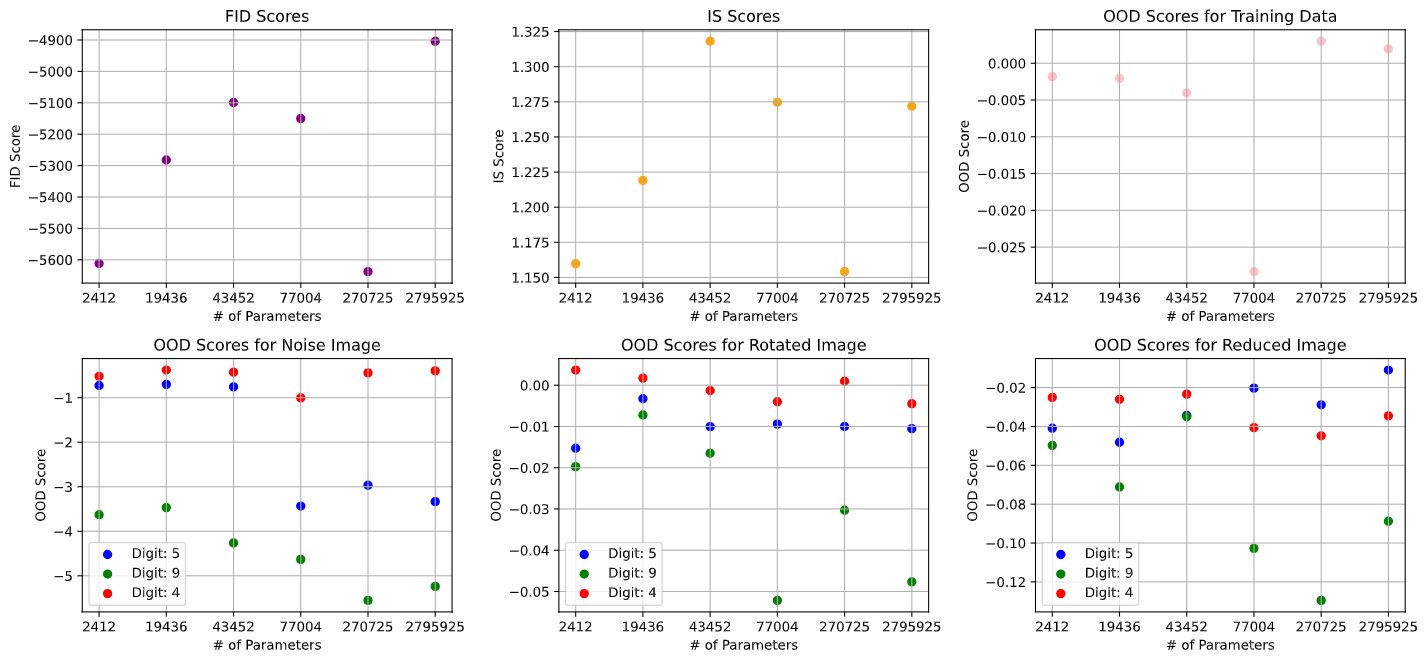 FID Scores
−4900
−5000
−5100
−5200
−5300
−5400
−5500
−5600
FID Score
2412 19436 43452 77004 270725 2795925
# of Parameters
IS Scores
1.325
1.300
1.275
1.250
1.225
1.200
1.175
1.150
IS Score
2412 19436 43452 77004 270725 2795925
# of Parameters
OOD Scores for Training Data
0.000
−0.005
−0.010
−0.015
−0.020
−0.025
OOD Score
2412 19436 43452 77004 270725 2795925
# of Parameters
OOD Scores for Noise Image
−1
−2
−3
−4
−5
OOD Score
Digit: 5
Digit: 9
Digit: 4
2412 19436 43452 77004 270725 2795925
# of Parameters
OOD Scores for Rotated Image
0.00
−0.01
−0.02
−0.03
−0.04
−0.05
OOD Score
Digit: 5
Digit: 9
Digit: 4
2412 19436 43452 77004 270725 2795925
# of Parameters
OOD Scores for Reduced Image
−0.02
−0.04
−0.06
−0.08
−0.10
−0.12
OOD Score
Digit: 5
Digit: 9
Digit: 4
2412 19436 43452 77004 270725 2795925
# of Parameters